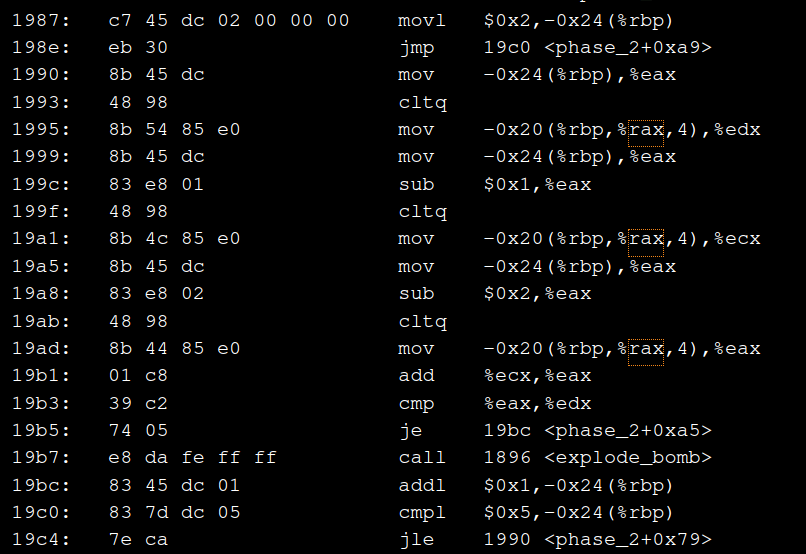 1987: c7 45 dc 02 00 00 00 movl $0x2,-0x24(%rbp)
198e: eb 30 jmp 19c0 <phase_2+0xa9>
1990: 8b 45 dc mov -0x24(%rbp),%eax
1993: 48 98 cltq
1995: 8b 54 85 e0 mov -0x20(%rbp,%rax,4),%edx
1999: 8b 45 dc mov -0x24(%rbp),%eax
199c: 83 e8 01 sub $0x1,%eax
199f: 48 98 cltq
19a1: 8b 4c 85 e0 mov -0x20(%rbp,%rax,4),%ecx
19a5: 8b 45 dc mov -0x24(%rbp),%eax
19a8: 83 e8 02 sub $0x2,%eax
19ab: 48 98 cltq
19ad: 8b 44 85 e0 mov -0x20(%rbp,%rax,4),%eax
19b1: 01 c8 add %ecx,%eax
19b3: 39 c2 cmp %eax,%edx
19b5: 74 05 je 19bc <phase_2+0xa5>
19b7: e8 da fe ff ff call 1896 <explode_bomb>
19bc: 83 45 dc 01 addl $0x1,-0x24(%rbp)
19c0: 83 7d dc 05 cmpl $0x5,-0x24(%rbp)
19c4: 7e ca jle 1990 <phase_2+0x79>